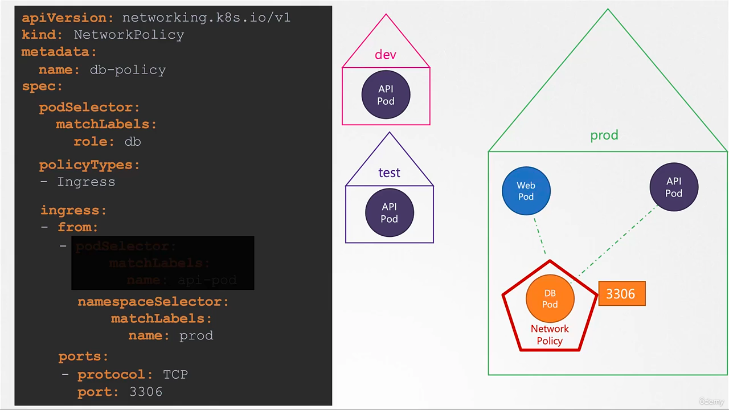 apiVersion: networking.k8s.io/v1
kind: NetworkPolicy
metadata:
name: db-policy
spec:
podSelector:
matchLabels:
role: db
policyTypes:
- Ingress
ingress:
- from:
- podSelector:
matchLabels:
name: api-pod
namespaceSelector:
matchLabels:
name: prod
ports:
- protocol: TCP
port: 3306
dev
API
Pod
test
API
Pod
prod
Web
Pod
API
Pod
DB
Pod
3306
Network
Policy
Udemy